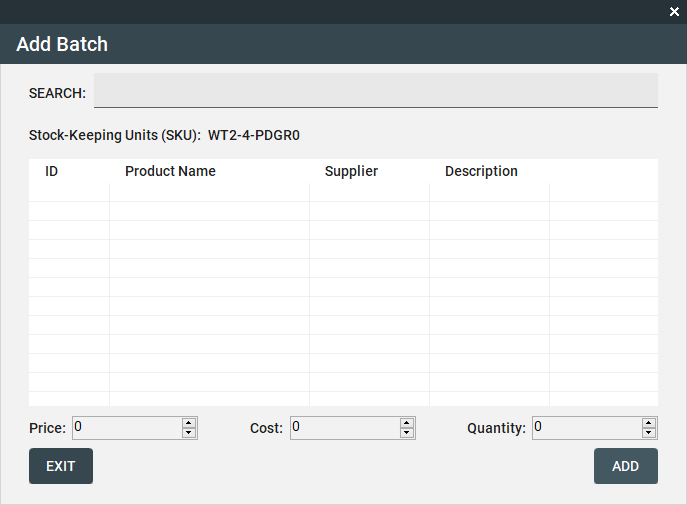 Add Batch
SEARCH:
Stock-Keeping Units (SKU): WT2-4-PDGR0
ID Product Name Supplier Description
Price: 0 Cost: 0 Quantity: 0
EXIT ADD